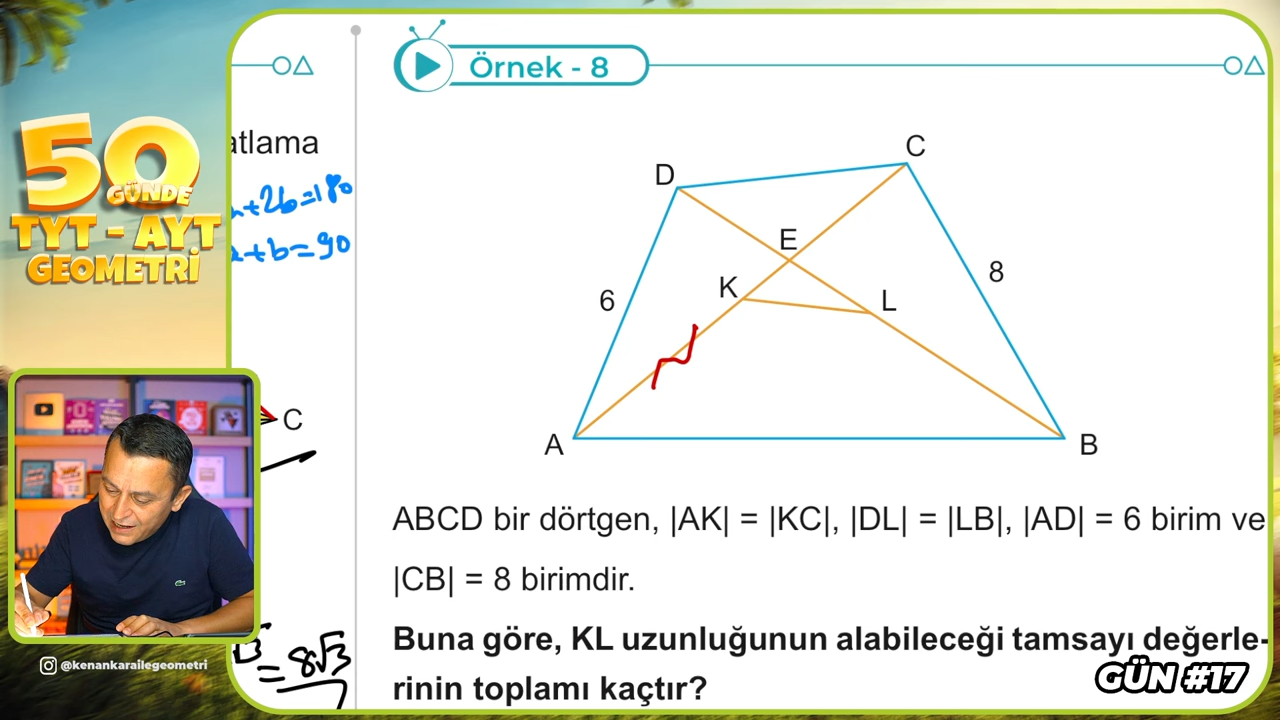 50
GÜNDE
TYT - AYT
GEOMETRİ
atlama
a+2b=180
a+b=90
C
= 8√3
@kenankarailegeometri
Örnek - 8
C
D
E
K
L
6
8
A
B
ABCD bir dörtgen, |AK| = |KC|, |DL| = |LB|, |AD| = 6 birim ve
|CB| = 8 birimdir.
Buna göre, KL uzunluğunun alabileceği tamsayı değerle-
rinin toplamı kaçtır?
GÜN #17